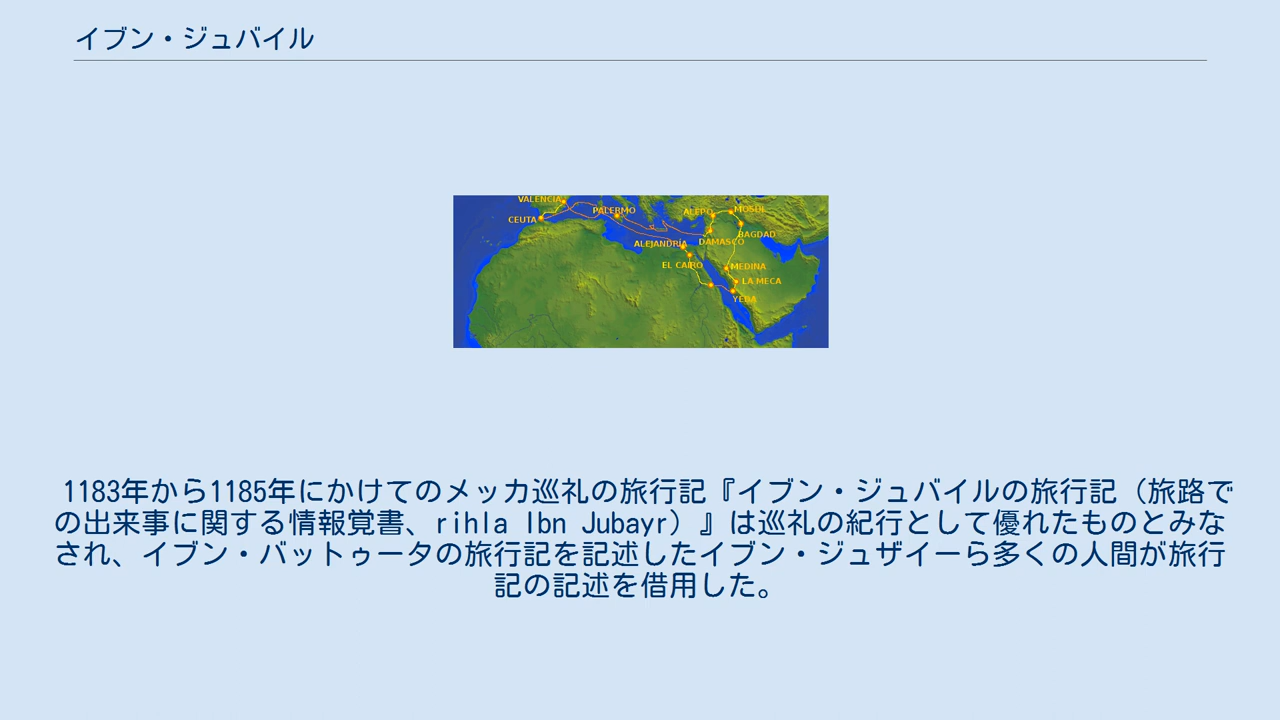 イブン・ジュバイル
VALENCIA
CEUTA
PALERMO
ALEPO
MOSUL
BAGDAD
DAMASCO
ALEJANDRÍA
EL CAIRO
MEDINA
LA MECA
YEDA
1183年から1185年にかけてのメッカ巡礼の旅行記『イブン・ジュバイルの旅行記（旅路で
の出来事に関する情報覚書、rihla Ibn Jubayr）』は巡礼の紀行として優れたものとみな
され、イブン・バットゥータの旅行記を記述したイブン・ジュザイーら多くの人間が旅行
記の記述を借用した。